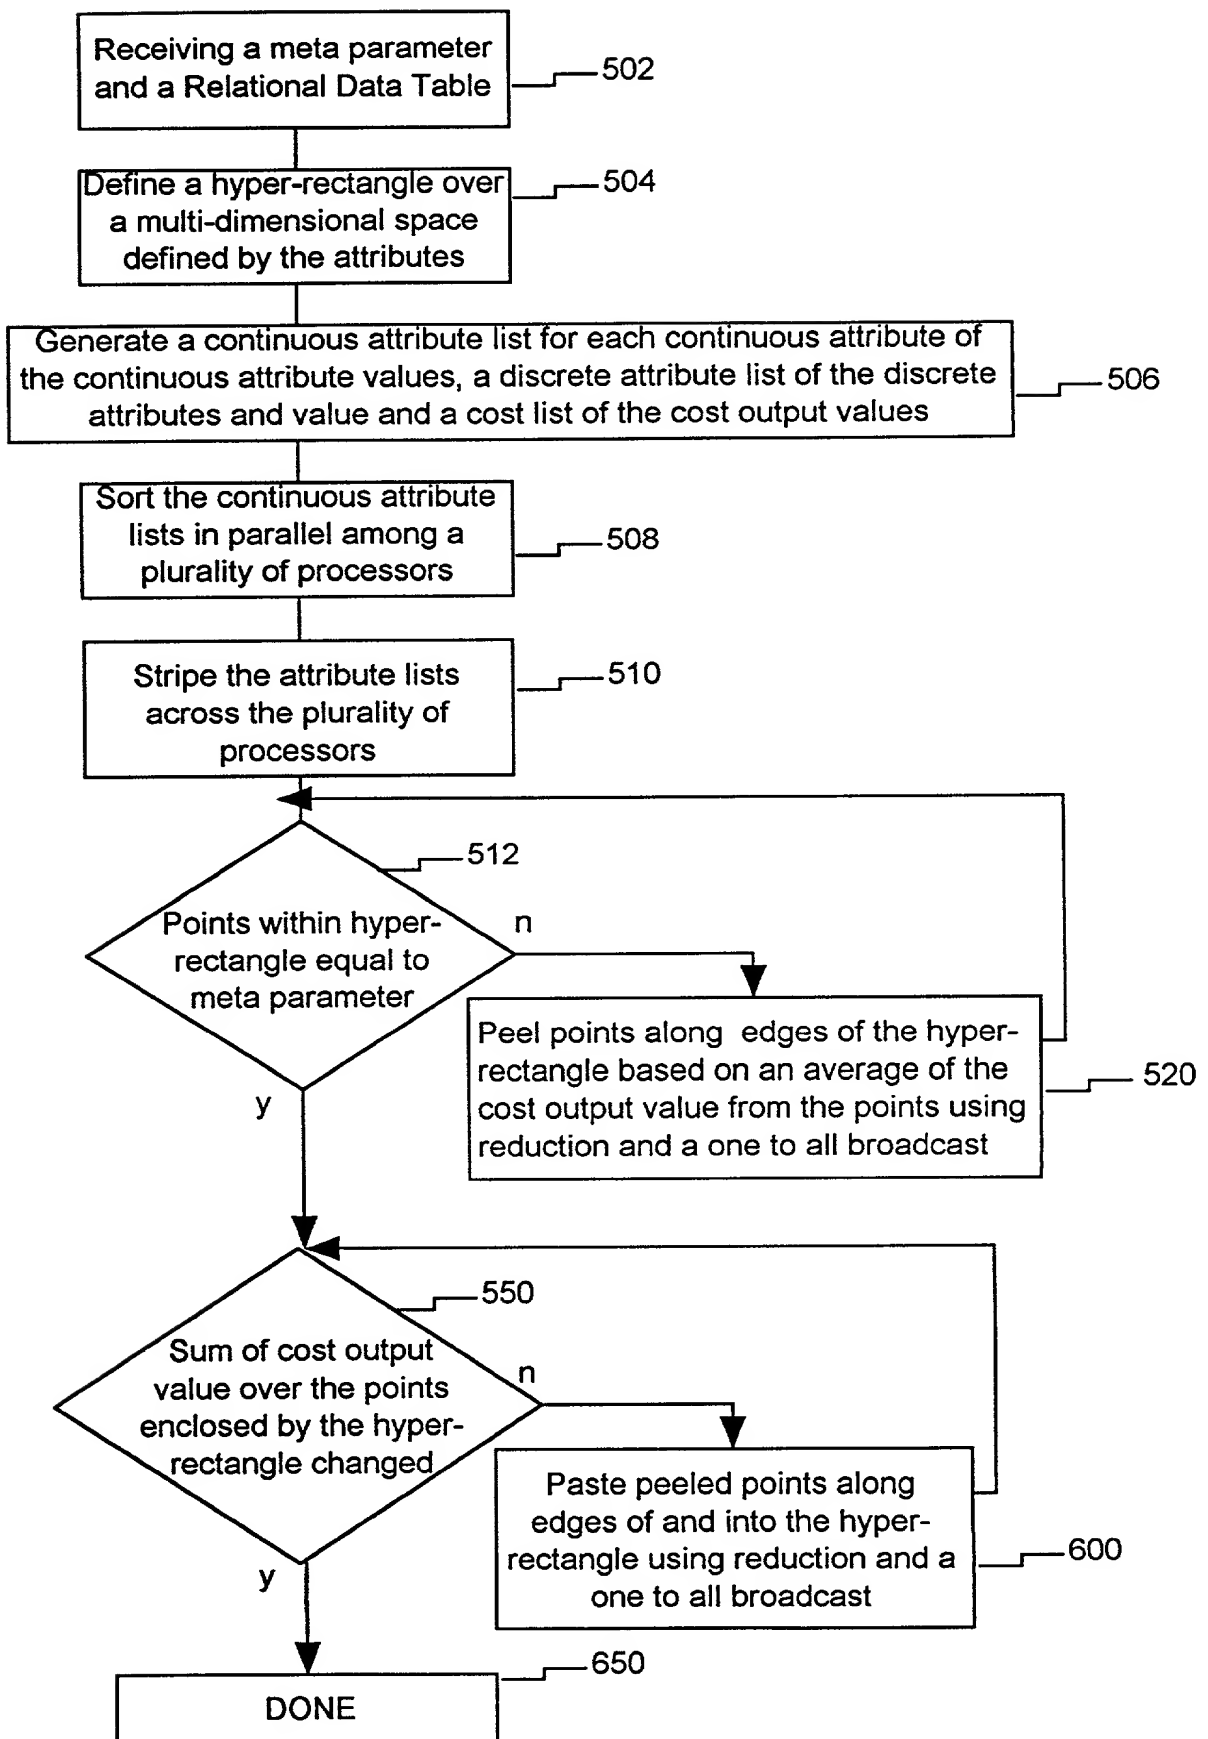 Receiving a meta parameter
and a Relational Data Table
502
Define a hyper-rectangle over
a multi-dimensional space
defined by the attributes
504
Generate a continuous attribute list for each continuous attribute of
the continuous attribute values, a discrete attribute list of the discrete
attributes and value and a cost list of the cost output values
506
Sort the continuous attribute
lists in parallel among a
plurality of processors
508
Stripe the attribute lists
across the plurality of
processors
510
512
Points within hyper-
rectangle equal to
meta parameter
n
y
Peel points along edges of the hyper-
rectangle based on an average of the
cost output value from the points using
reduction and a one to all broadcast
520
550
Sum of cost output
value over the points
enclosed by the hyper-
rectangle changed
n
y
Paste peeled points along
edges of and into the hyper-
rectangle using reduction and a
one to all broadcast
600
650
DONE